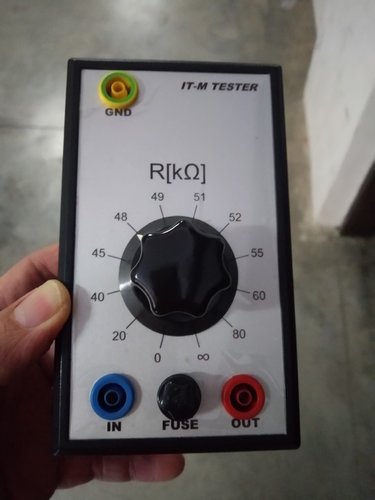 IT-M TESTER
GND
R[kΩ]
49 51
48 52
45 55
40 60
20 80
0 ∞
IN FUSE OUT